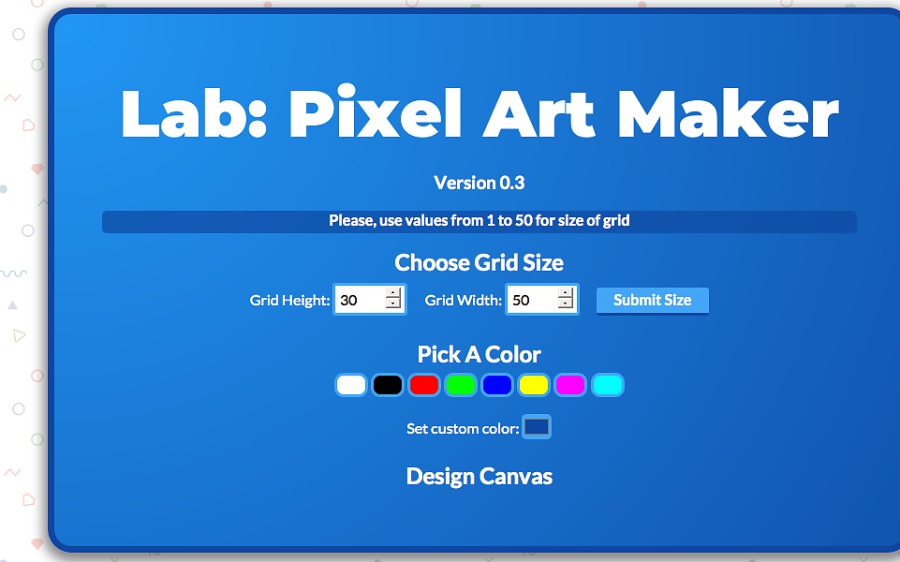 Lab: Pixel Art Maker
Version 0.3
Please, use values from 1 to 50 for size of grid
Choose Grid Size
Grid Height: 30 Grid Width: 50 Submit Size
Pick A Color
Set custom color:
Design Canvas